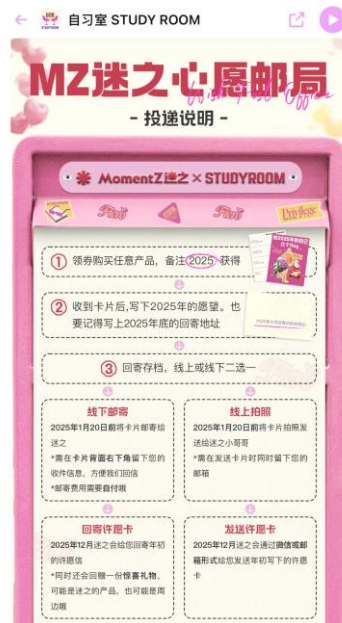 自习室 STUDY ROOM
MZ迷之心愿邮局
Wish Post Office
- 投递说明 -
MomentZ迷之 × STUDYROOM
Privilege
① 领券购买任意产品，备注2025 获得
② 收到卡片后,写下2025年的愿望。也
要记得写上2025年底的回寄地址
③ 回寄存档，线上或线下二选一
线下邮寄
2025年1月20日前将卡片邮寄给
迷之
*需在卡片背面右下角留下您的
收件信息，方便我们回信
*邮寄费用需要自付哦
线上拍照
2025年1月20日前将卡片拍照发
送给迷之小哥哥
*需在发送卡片时同时留下您的
邮箱
回寄许愿卡
2025年12月迷之会给您回寄年初
的许愿信
*同时还会回赠一份惊喜礼物，
可能是迷之的产品，也可能是周
边哦
发送许愿卡
2025年12月迷之会通过微信或邮
箱形式给您发送年初写下的许愿
卡